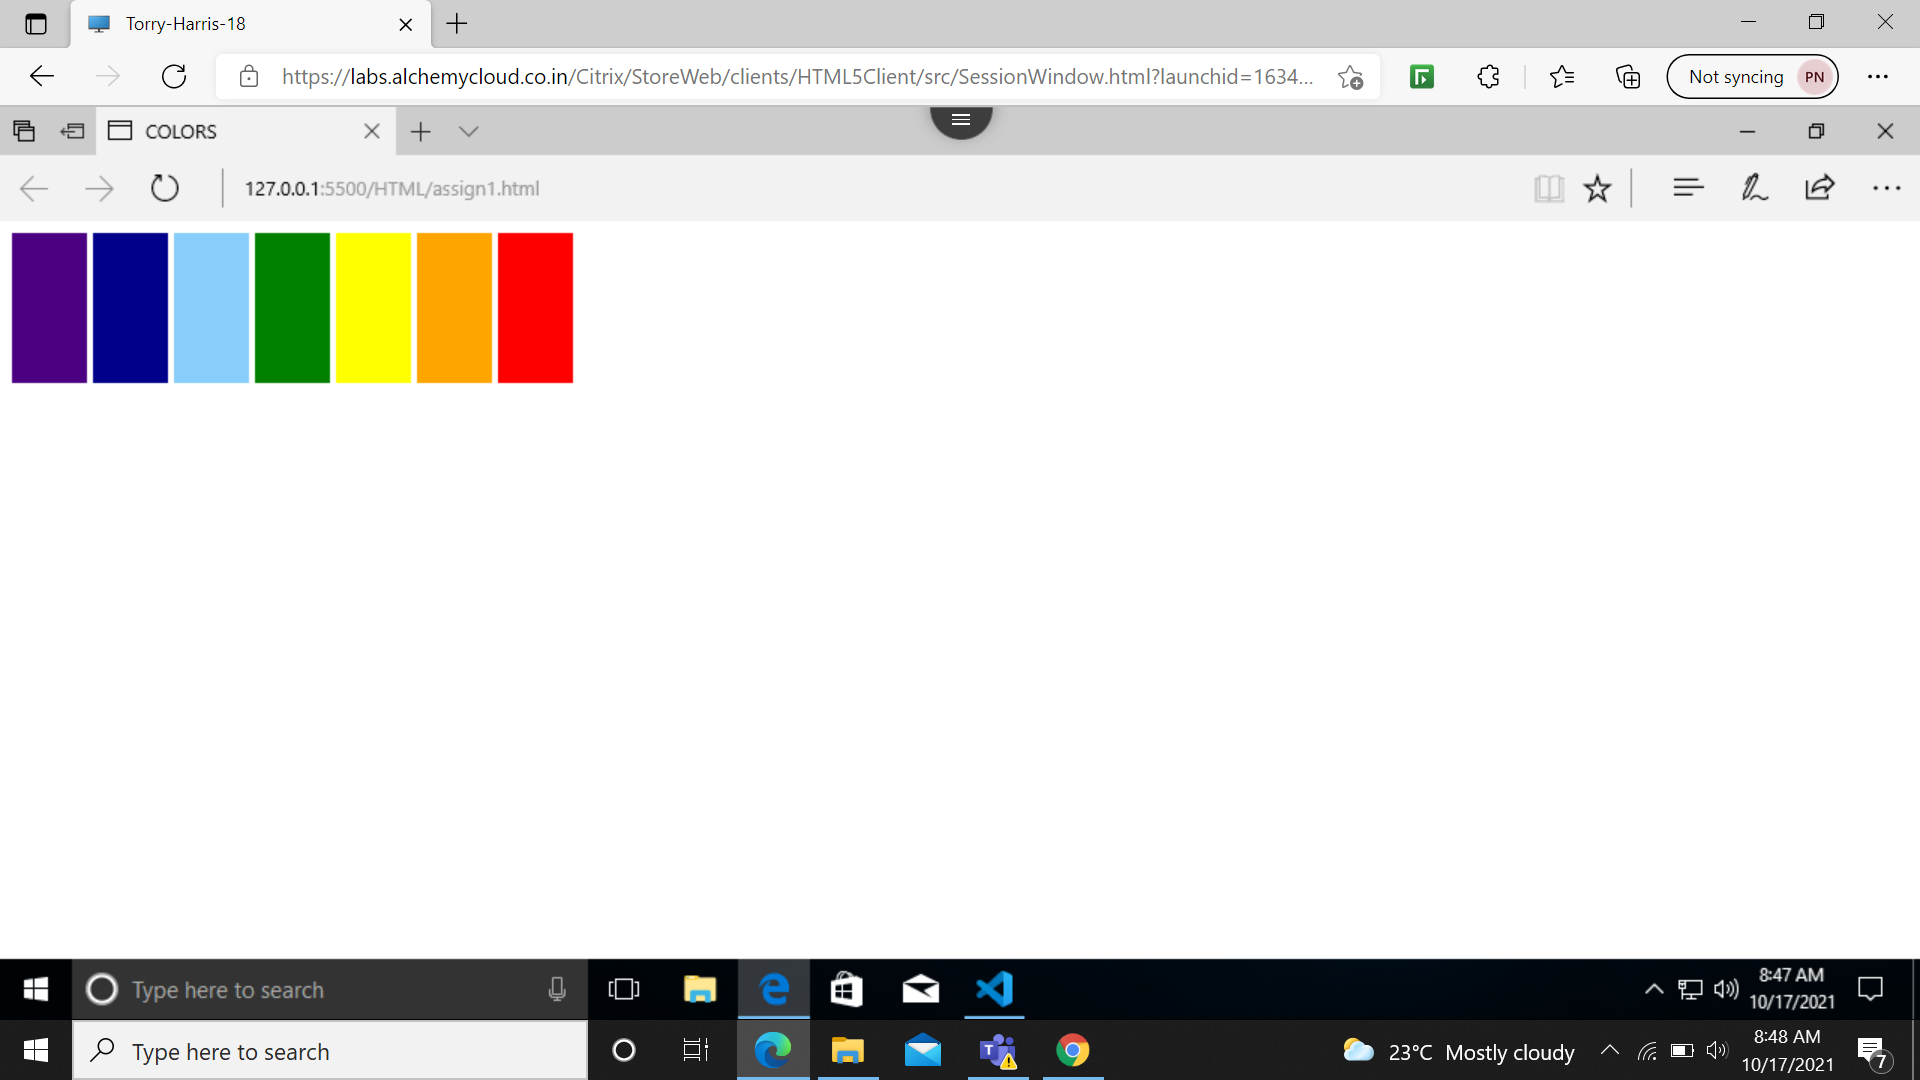 Torry-Harris-18
https://labs.alchemycloud.co.in/Citrix/StoreWeb/clients/HTML5Client/src/SessionWindow.html?launchid=1634...
Not syncing PN
COLORS
127.0.0.1:5500/HTML/assign1.html
Type here to search
8:47 AM
10/17/2021
Type here to search
23°C Mostly cloudy
8:48 AM
10/17/2021
7